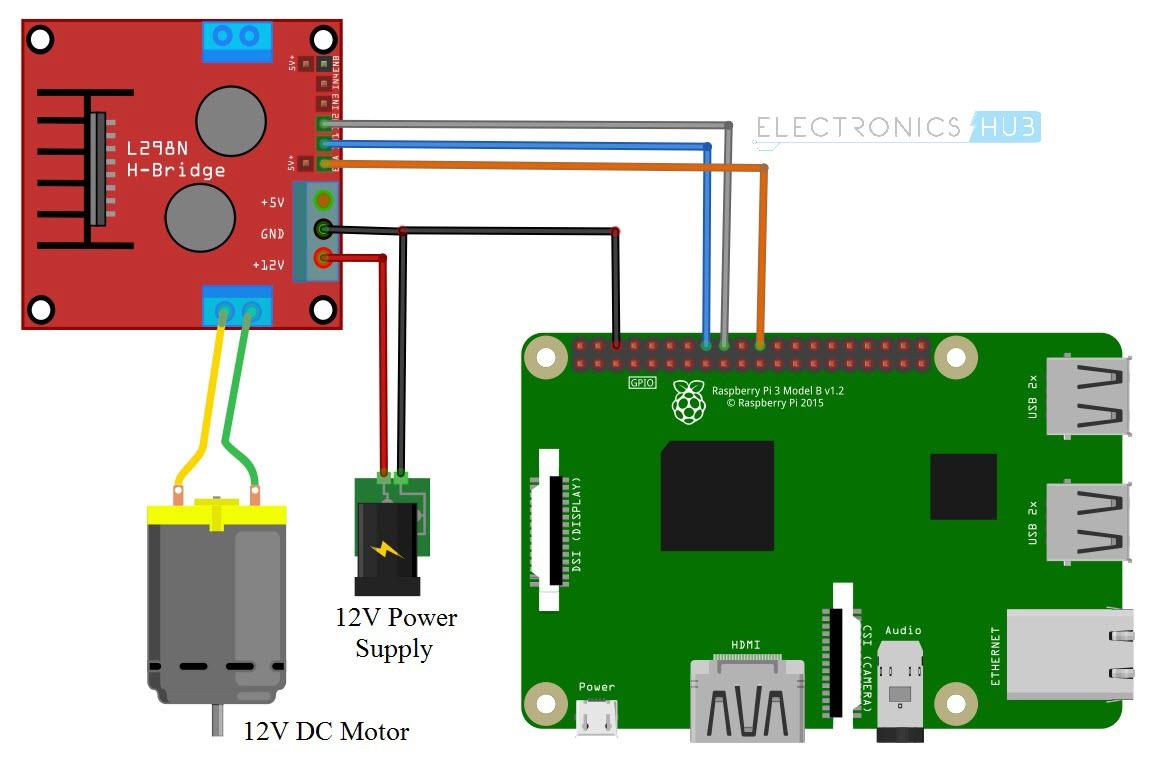 ELECTRONICS HUB
5V+
L298N
H-Bridge
5V+
+5V
GND
+12V
GPIO
Raspberry Pi 3 Model B v1.2
© Raspberry Pi 2015
USB 2x
USB 2x
DSI (DISPLAY)
12V Power
Supply
CSI (CAMERA)
Audio
ETHERNET
HDMI
Power
12V DC Motor